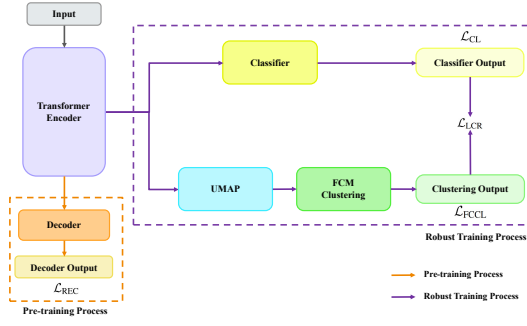 Input
Transformer
Encoder
Decoder
Decoder Output
ℒREC
Pre-training Process
ℒCL
Classifier
Classifier Output
ℒLCR
UMAP
FCM
Clustering
Clustering Output
ℒFCCL
Robust Training Process
Pre-training Process
Robust Training Process